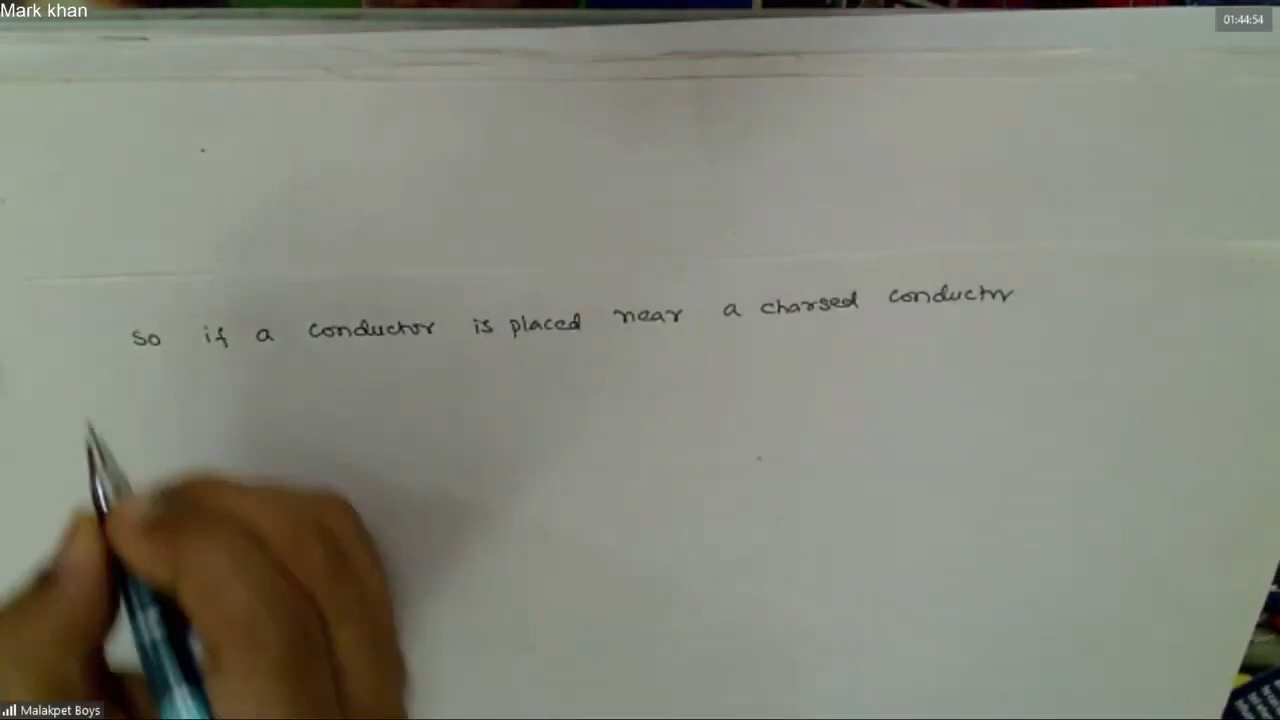 Mark khan
01:44:54
so if a conductor is placed near a charged conductor
Malakpet Boys